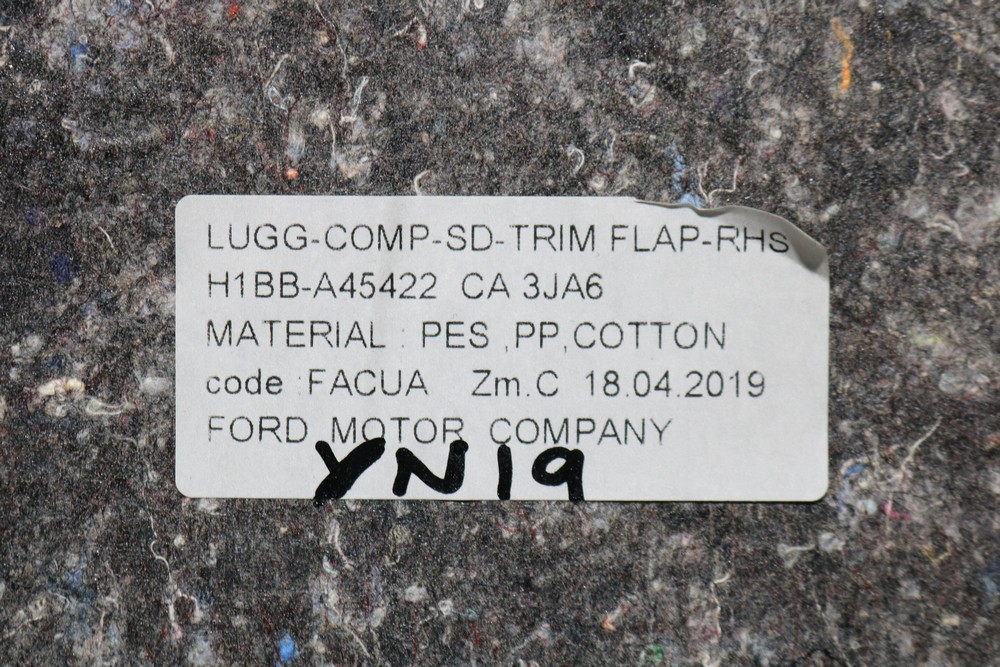 LUGG-COMP-SD-TRIM FLAP-RHS
H1BB-A45422 CA 3JA6
MATERIAL : PES ,PP,COTTON
code :FACUA Zm.C 18.04.2019
FORD MOTOR COMPANY
YN19